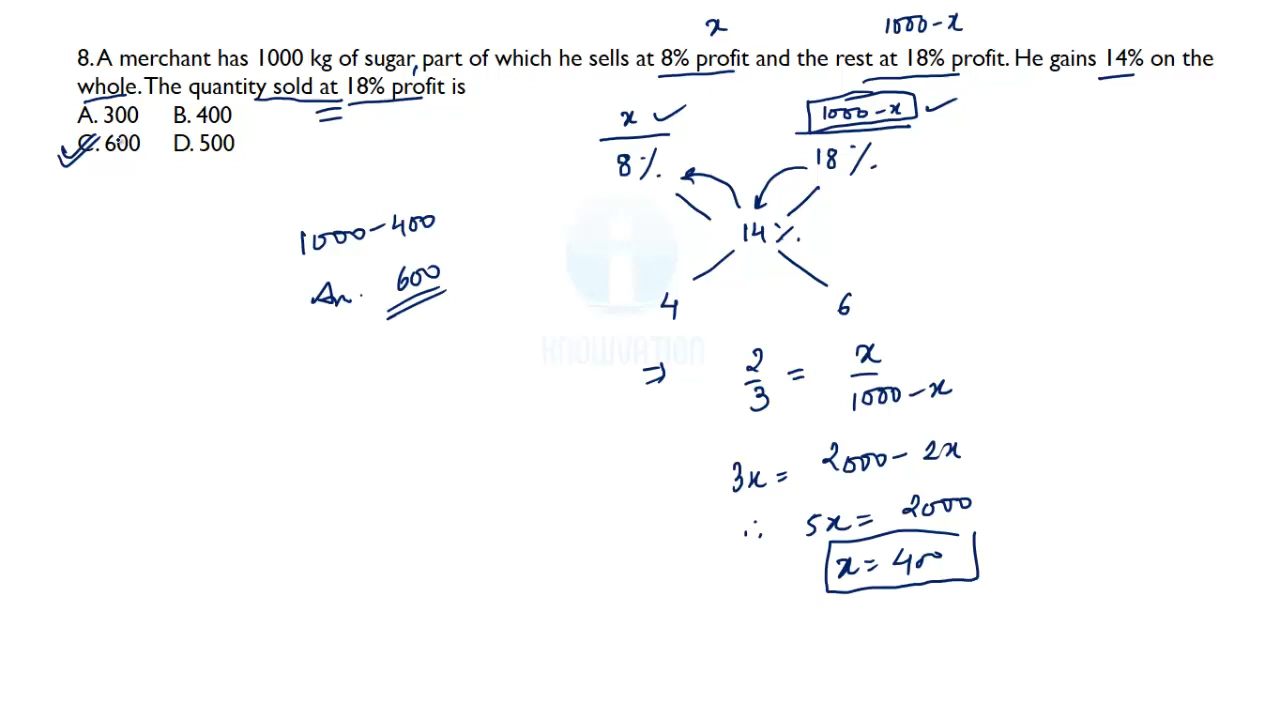 x 1000-x
8.A merchant has 1000 kg of sugar, part of which he sells at 8% profit and the rest at 18% profit. He gains 14% on the
whole. The quantity sold at 18% profit is
A. 300 B. 400
C. 600 D. 500
x 1000-x
8%. 18%.
14%.
4 6
1000-400
An. 600
KNOWVATION
⇒ 2/3 = x/1000-x
3x = 2000-2x
∴ 5x = 2000
x = 400